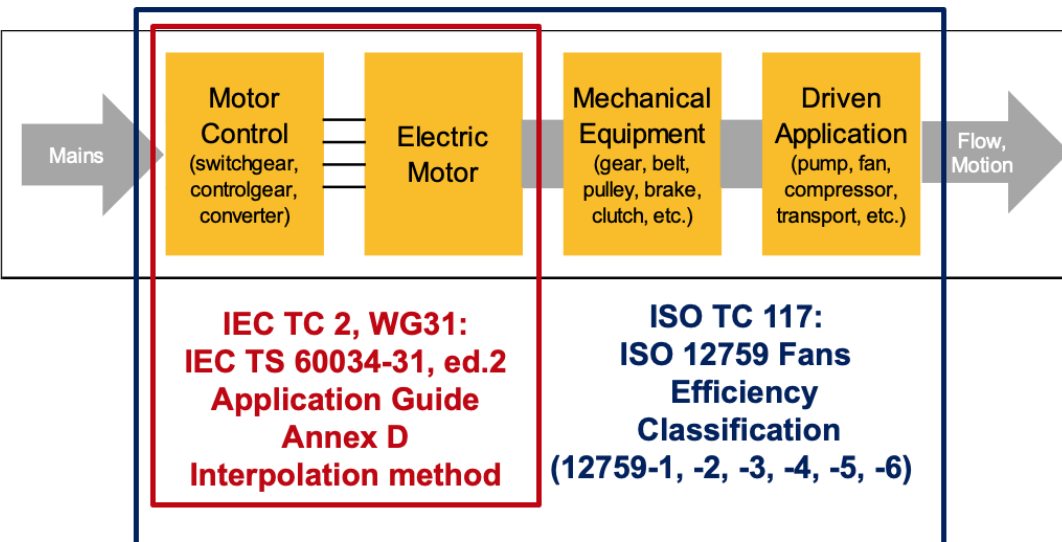 Mains
Motor
Control
(switchgear,
controlgear,
converter)
Electric
Motor
Mechanical
Equipment
(gear, belt,
pulley, brake,
clutch, etc.)
Driven
Application
(pump, fan,
compressor,
transport, etc.)
Flow,
Motion
IEC TC 2, WG31:
IEC TS 60034-31, ed.2
Application Guide
Annex D
Interpolation method
ISO TC 117:
ISO 12759 Fans
Efficiency
Classification
(12759-1, -2, -3, -4, -5, -6)